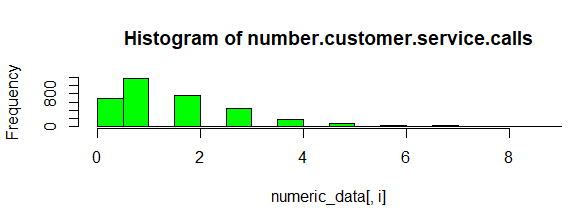 Histogram of number.customer.service.calls
Frequency
0 800
0 2 4 6 8
numeric_data[, i]